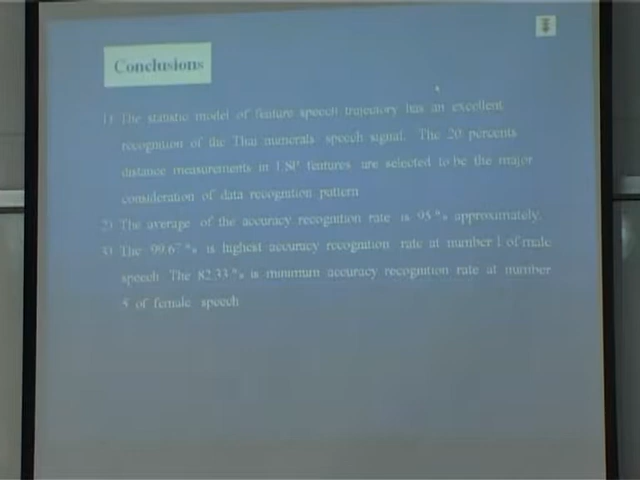 Conclusions
1) The statistic model of feature speech trajectory has an excellent
recognition of the Thai numerals speech signal. The 20 percents
distance measurements in LSP features are selected to be the major
consideration of data recognition pattern
2) The average of the accuracy recognition rate is 95 % approximately.
3) The 99.67 % is highest accuracy recognition rate at number 1 of male
speech The 82.33 % is minimum accuracy recognition rate at number
5 of female speech